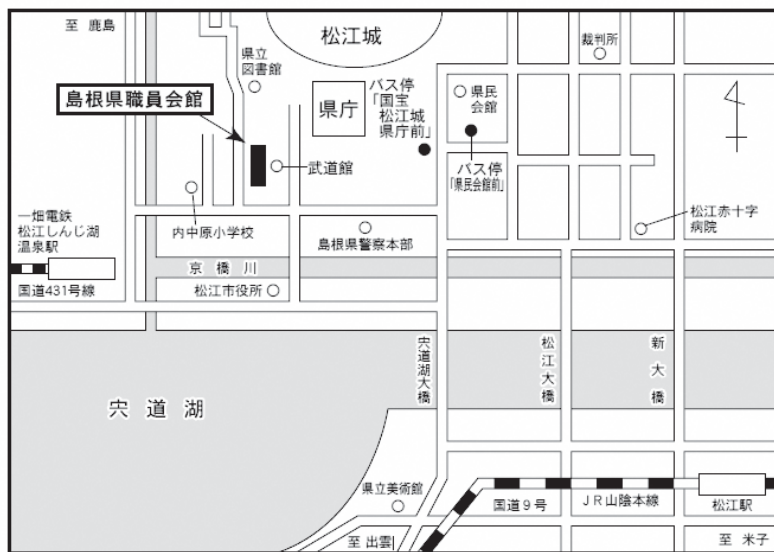 至 鹿島
松江城
裁判所
県立
図書館
島根県職員会館
県庁
バス停
「国宝
松江城
県庁前」
県民
会館
武道館
バス停
「県民会館前」
内中原小学校
島根県警察本部
松江赤十字
病院
一畑電鉄
松江しんじ湖
温泉駅
京橋川
国道431号線
松江市役所
宍道湖大橋
松江大橋
新大橋
宍道湖
県立美術館
国道9号
JR山陰本線
松江駅
至 出雲
至 米子